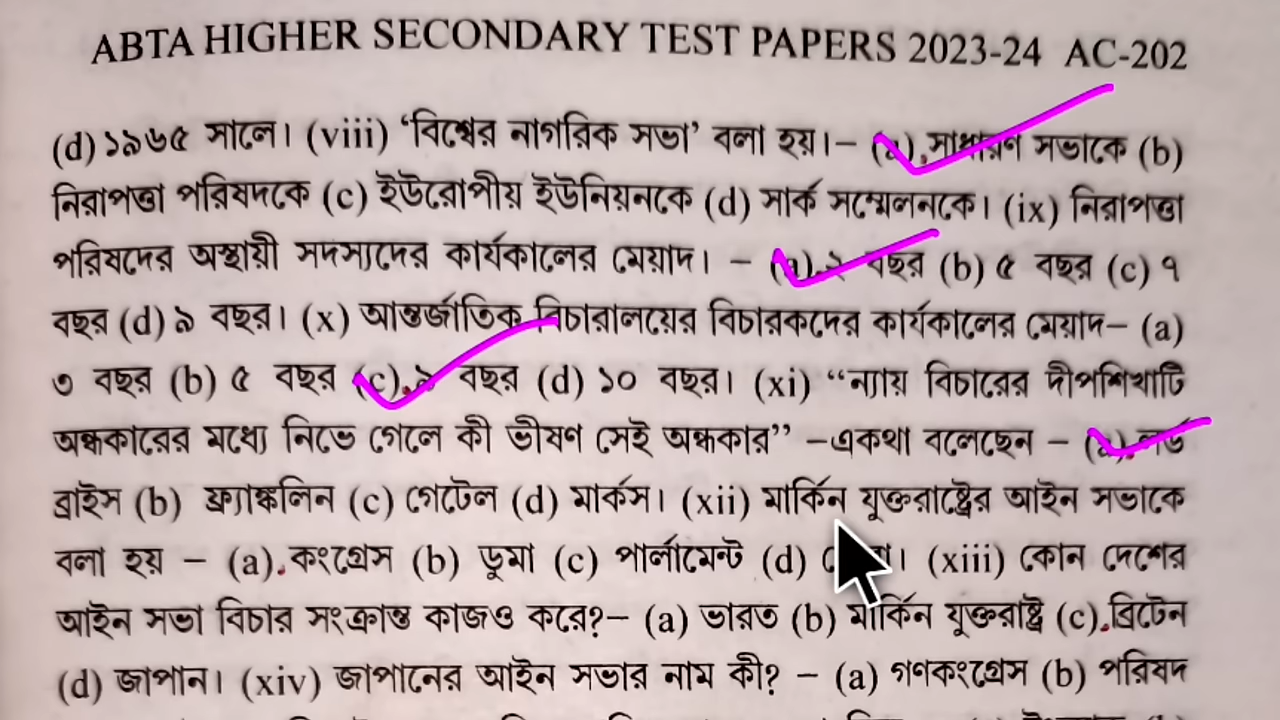 ABTA HIGHER SECONDARY TEST PAPERS 2023-24 AC-202
(d) ১৯৬৫ সালে। (viii) ‘বিশ্বের নাগরিক সভা’ বলা হয়।– (a) সাধারণ সভাকে (b)
নিরাপত্তা পরিষদকে (c) ইউরোপীয় ইউনিয়নকে (d) সার্ক সম্মেলনকে। (ix) নিরাপত্তা
পরিষদের অস্থায়ী সদস্যদের কার্যকালের মেয়াদ। – (a) ২ বছর (b) ৫ বছর (c) ৭
বছর (d) ৯ বছর। (x) আন্তর্জাতিক বিচারালয়ের বিচারকদের কার্যকালের মেয়াদ– (a)
৩ বছর (b) ৫ বছর (c) ৯ বছর (d) ১০ বছর। (xi) “ন্যায় বিচারের দীপশিখাটি
অন্ধকারের মধ্যে নিভে গেলে কী ভীষণ সেই অন্ধকার” –একথা বলেছেন – (a) লর্ড
ব্রাইস (b) ফ্র্যাঙ্কলিন (c) গেটেল (d) মার্কস। (xii) মার্কিন যুক্তরাষ্ট্রের আইন সভাকে
বলা হয় – (a) কংগ্রেস (b) ডুমা (c) পার্লামেন্ট (d) (xiii) কোন দেশের
আইন সভা বিচার সংক্রান্ত কাজও করে?– (a) ভারত (b) মার্কিন যুক্তরাষ্ট্র (c) ব্রিটেন
(d) জাপান। (xiv) জাপানের আইন সভার নাম কী? – (a) গণকংগ্রেস (b) পরিষদ